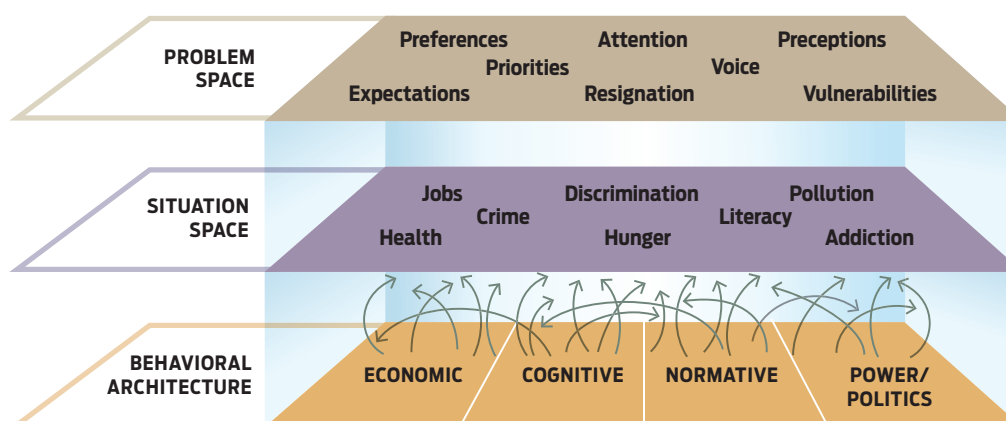 PROBLEM
SPACE
Preferences
Attention
Preceptions
Priorities
Voice
Expectations
Resignation
Vulnerabilities
SITUATION
SPACE
Jobs
Discrimination
Pollution
Crime
Literacy
Health
Hunger
Addiction
BEHAVIORAL
ARCHITECTURE
ECONOMIC
COGNITIVE
NORMATIVE
POWER/
POLITICS